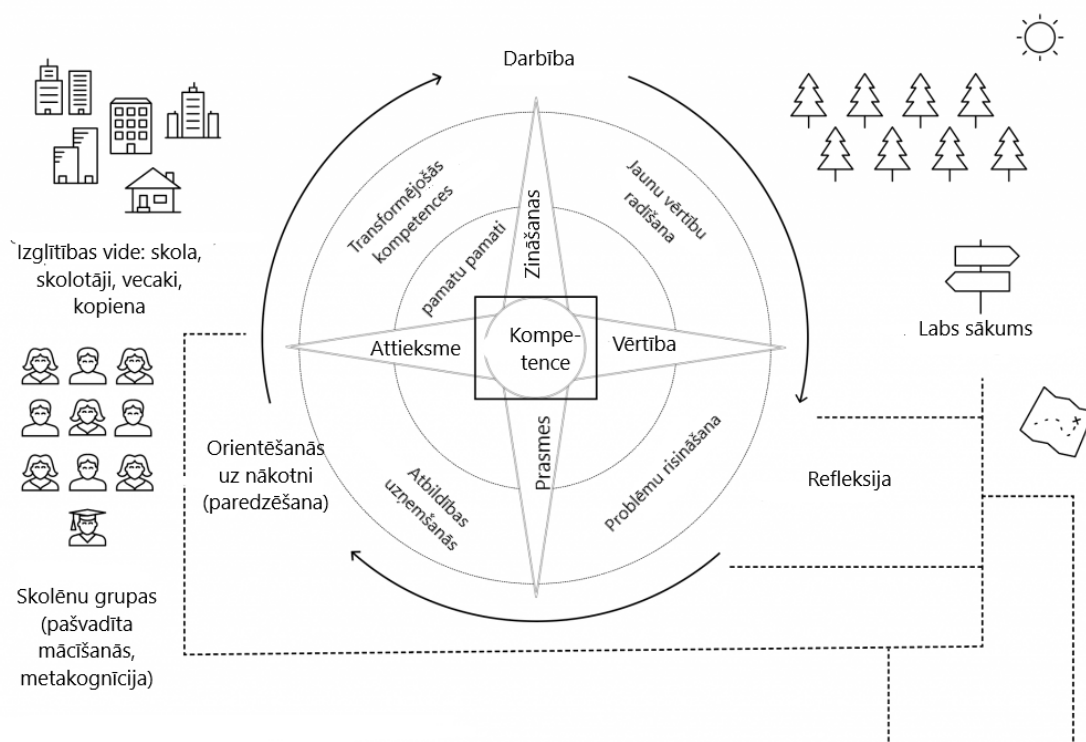 Darbība
Izglītības vide: skola,
skolotāji, vecaki,
kopiena
Transformējošās
kompetences
pamatu pamati
Zināšanas
Jaunu vērtību
radīšana
Labs sākums
Attieksme
Kompe-
tence
Vērtība
Prasmes
Orientēšanās
uz nākotni
(paredzēšana)
Atbildības
uzņemšanās
Problēmu risināšana
Refleksija
Skolēnu grupas
(pašvadīta
mācīšanās,
metakognīcija)